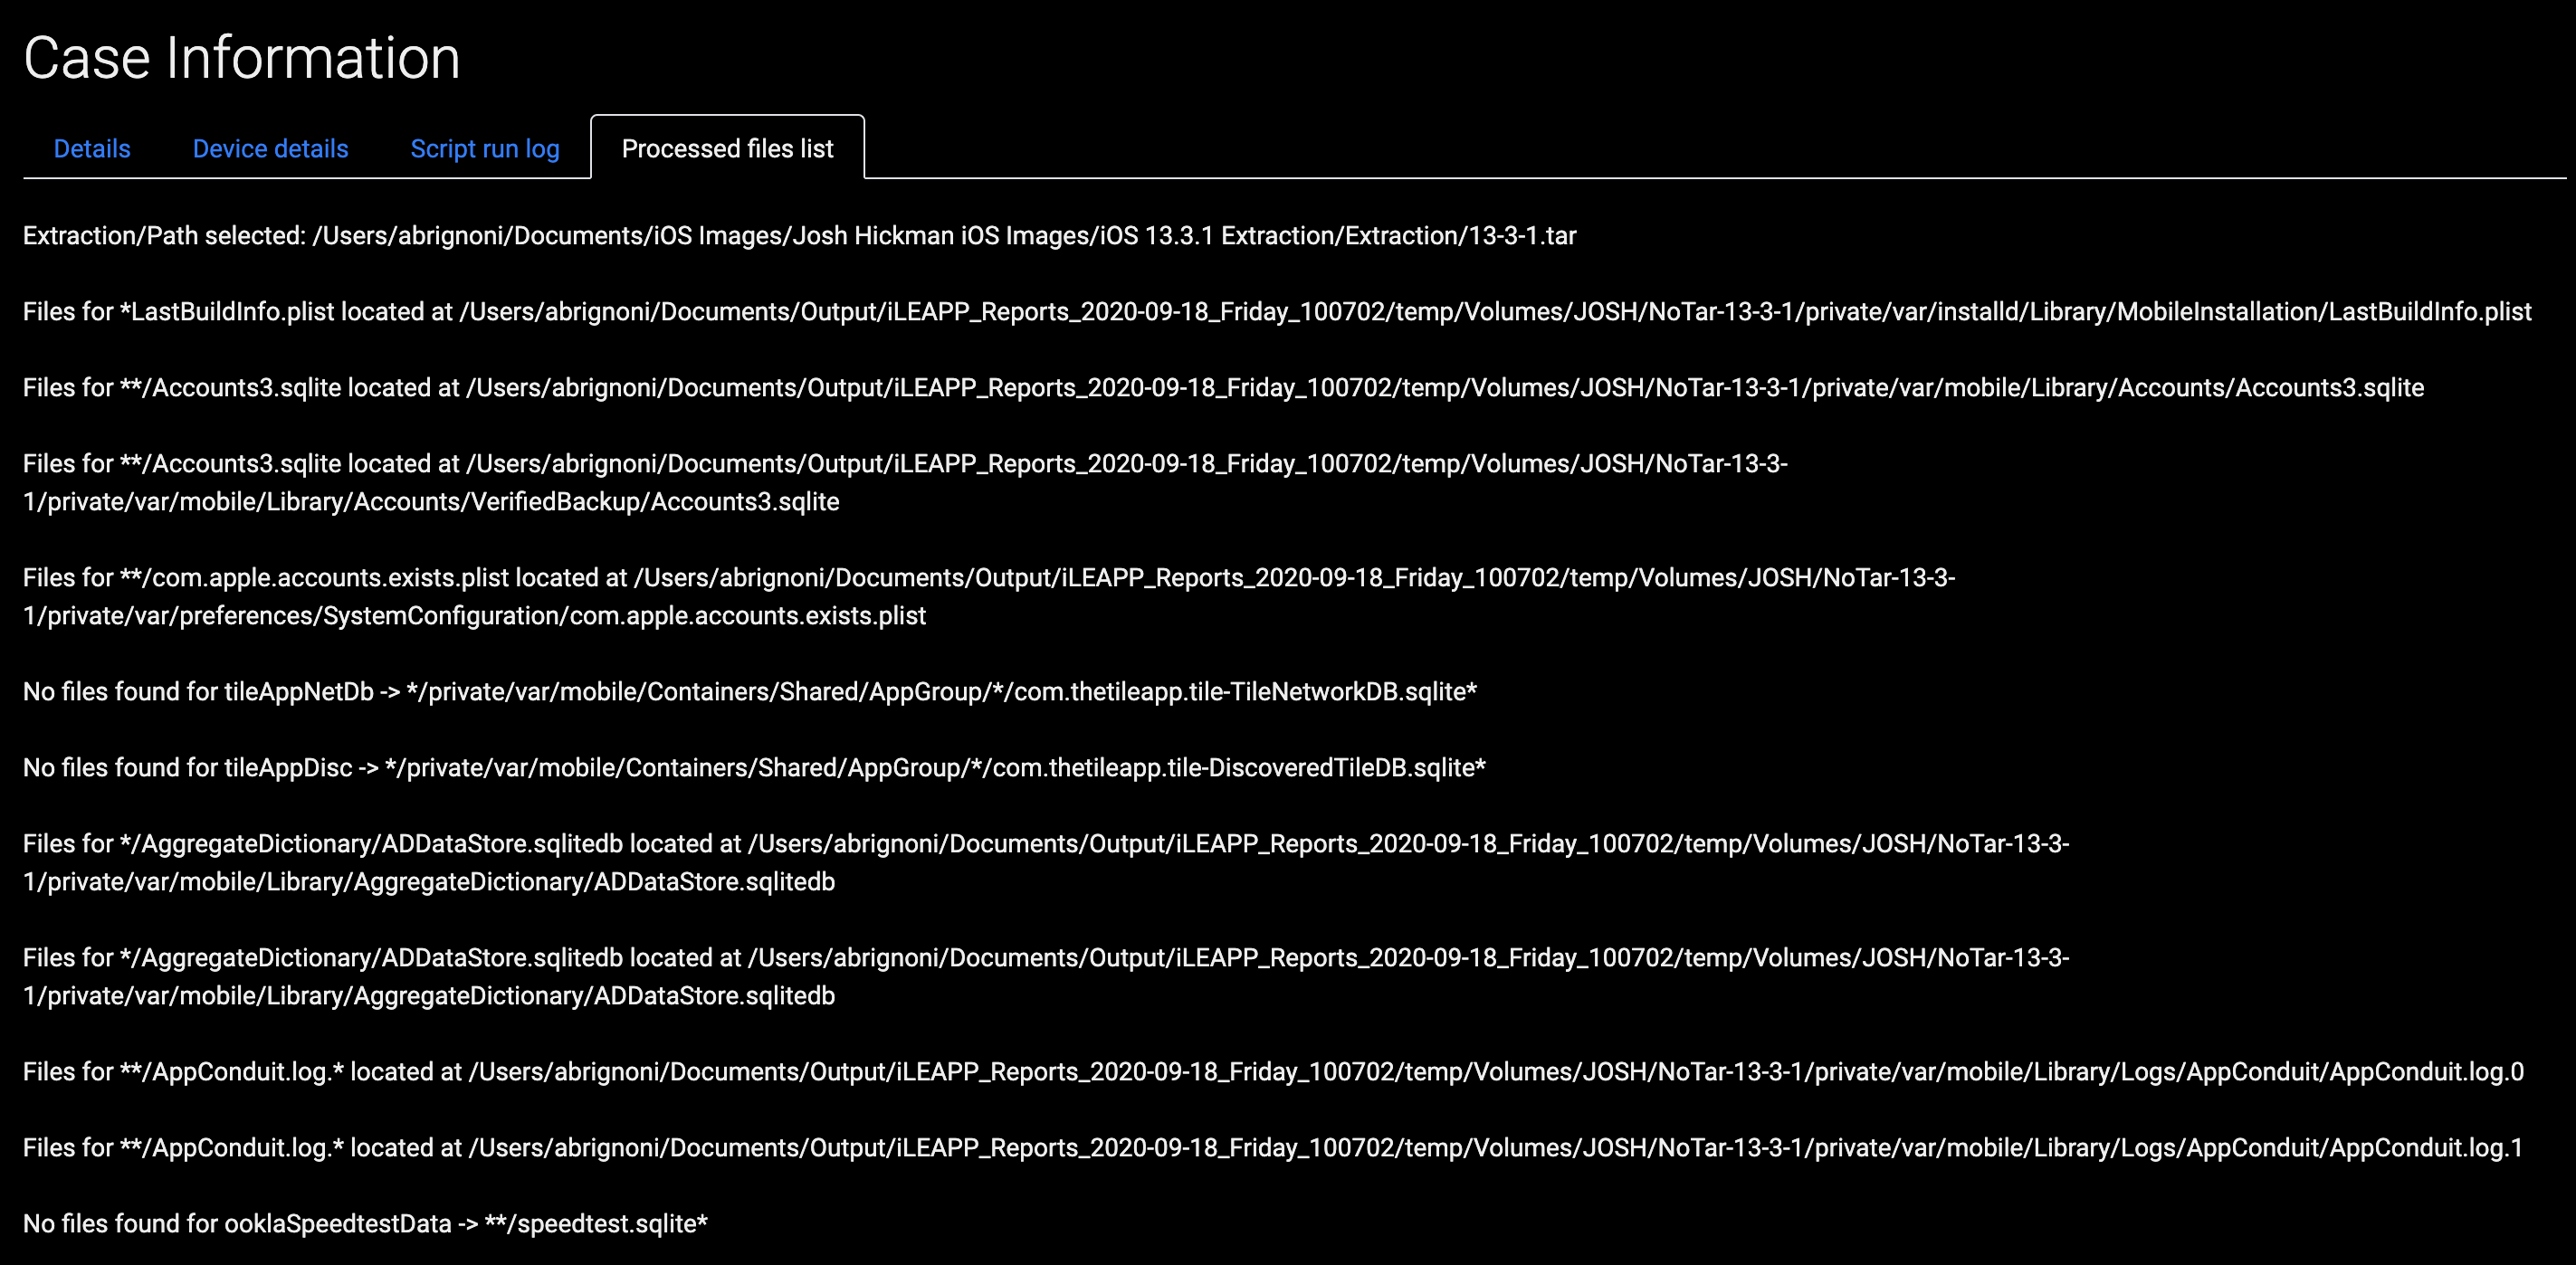 Case Information
Details
Device details
Script run log
Processed files list
Extraction/Path selected: /Users/abrignoni/Documents/iOS Images/Josh Hickman iOS Images/iOS 13.3.1 Extraction/Extraction/13-3-1.tar
Files for *LastBuildInfo.plist located at /Users/abrignoni/Documents/Output/iLEAPP_Reports_2020-09-18_Friday_100702/temp/Volumes/JOSH/NoTar-13-3-1/private/var/installd/Library/MobileInstallation/LastBuildInfo.plist
Files for **/Accounts3.sqlite located at /Users/abrignoni/Documents/Output/iLEAPP_Reports_2020-09-18_Friday_100702/temp/Volumes/JOSH/NoTar-13-3-1/private/var/mobile/Library/Accounts/Accounts3.sqlite
Files for **/Accounts3.sqlite located at /Users/abrignoni/Documents/Output/iLEAPP_Reports_2020-09-18_Friday_100702/temp/Volumes/JOSH/NoTar-13-3-
1/private/var/mobile/Library/Accounts/VerifiedBackup/Accounts3.sqlite
Files for **/com.apple.accounts.exists.plist located at /Users/abrignoni/Documents/Output/iLEAPP_Reports_2020-09-18_Friday_100702/temp/Volumes/JOSH/NoTar-13-3-
1/private/var/preferences/SystemConfiguration/com.apple.accounts.exists.plist
No files found for tileAppNetDb -> */private/var/mobile/Containers/Shared/AppGroup/*/com.thetileapp.tile-TileNetworkDB.sqlite*
No files found for tileAppDisc -> */private/var/mobile/Containers/Shared/AppGroup/*/com.thetileapp.tile-DiscoveredTileDB.sqlite*
Files for */AggregateDictionary/ADDataStore.sqlitedb located at /Users/abrignoni/Documents/Output/iLEAPP_Reports_2020-09-18_Friday_100702/temp/Volumes/JOSH/NoTar-13-3-
1/private/var/mobile/Library/AggregateDictionary/ADDataStore.sqlitedb
Files for */AggregateDictionary/ADDataStore.sqlitedb located at /Users/abrignoni/Documents/Output/iLEAPP_Reports_2020-09-18_Friday_100702/temp/Volumes/JOSH/NoTar-13-3-
1/private/var/mobile/Library/AggregateDictionary/ADDataStore.sqlitedb
Files for **/AppConduit.log.* located at /Users/abrignoni/Documents/Output/iLEAPP_Reports_2020-09-18_Friday_100702/temp/Volumes/JOSH/NoTar-13-3-1/private/var/mobile/Library/Logs/AppConduit/AppConduit.log.0
Files for **/AppConduit.log.* located at /Users/abrignoni/Documents/Output/iLEAPP_Reports_2020-09-18_Friday_100702/temp/Volumes/JOSH/NoTar-13-3-1/private/var/mobile/Library/Logs/AppConduit/AppConduit.log.1
No files found for ooklaSpeedtestData -> **/speedtest.sqlite*